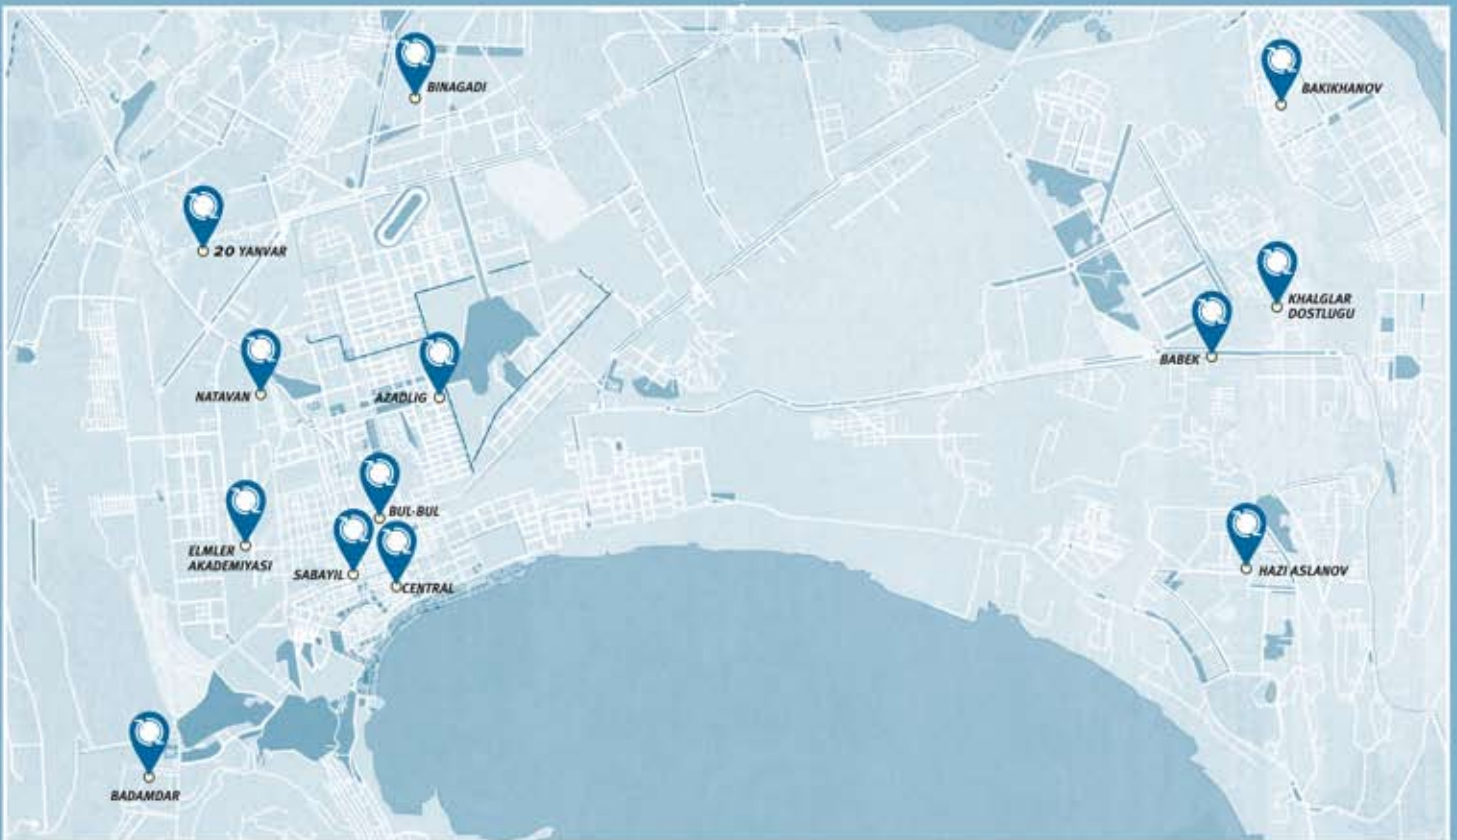 BINAGADI
BAKIKHANOV
20 YANVAR
KHALGLAR
DOSTLUGU
BABEK
NATAVAN
AZADLIG
BUL-BUL
ELMLER
AKADEMIYASI
SABAYIL
CENTRAL
HAZI ASLANOV
BADAMDAR